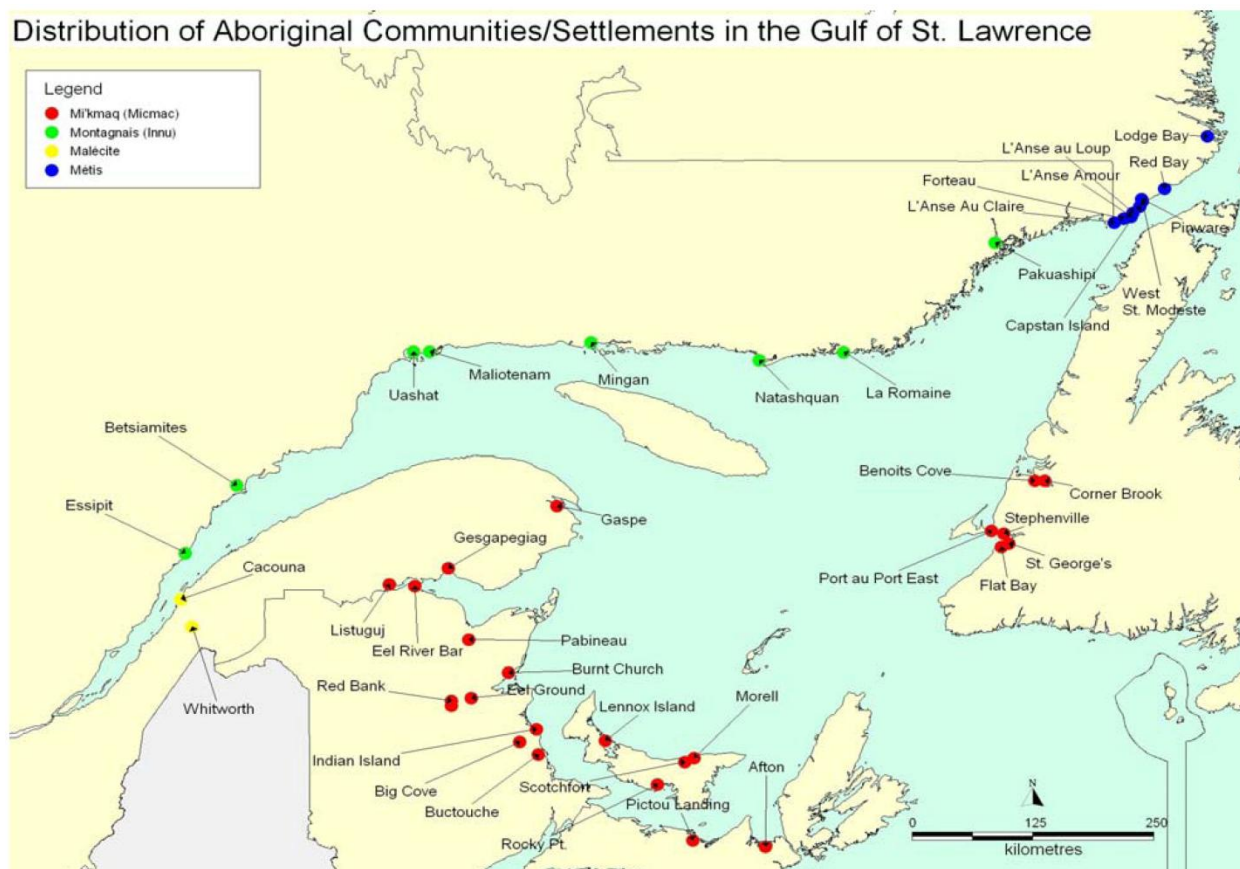 Distribution of Aboriginal Communities/Settlements in the Gulf of St. Lawrence
Legend
Mi'kmaq (Micmac)
Montagnais (Innu)
Malécite
Métis
Lodge Bay
L'Anse au Loup
Red Bay
L'Anse Amour
Forteau
L'Anse Au Claire
Pinware
Pakuashipi
West
St. Modeste
Capstan Island
Maliotenam
Mingan
Uashat
Natashquan
La Romaine
Betsiamites
Benoits Cove
Corner Brook
Essipit
Gaspe
Stephenville
Gesgapegiag
Cacouna
Port au Port East
St. George's
Flat Bay
Listuguj
Eel River Bar
Pabineau
Burnt Church
Red Bank
Eel Ground
Morell
Whitworth
Lennox Island
Indian Island
Afton
Big Cove
Scotchfort
Buctouche
Pictou Landing
Rocky Pt.
N
0 125 250
kilometres